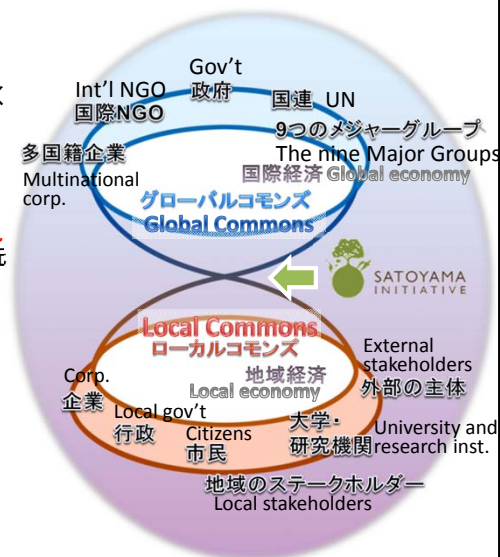 Gov't
政府
Int'l NGO
国際NGO
国連 UN
9つのメジャーグループ
The nine Major Groups
多国籍企業
Multinational
corp.
国際経済 Global economy
グローバルコモンズ
Global Commons
SATOYAMA
INITIATIVE
Local Commons
ローカルコモンズ
地域経済
Local economy
External
stakeholders
外部の主体
Corp.
企業
Local gov't
行政
Citizens
市民
大学・
研究機関
University and
research inst.
地域のステークホルダー
Local stakeholders